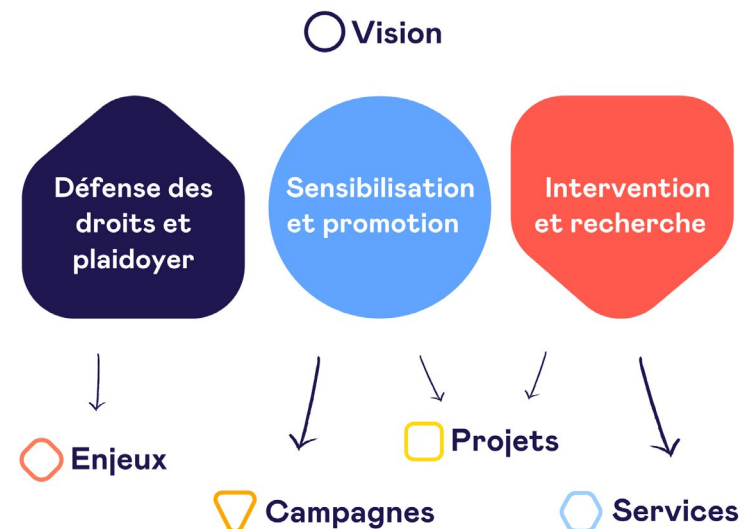 Vision
Défense des
droits et
plaidoyer
Sensibilisation
et promotion
Intervention
et recherche
Enjeux
Projets
Campagnes
Services